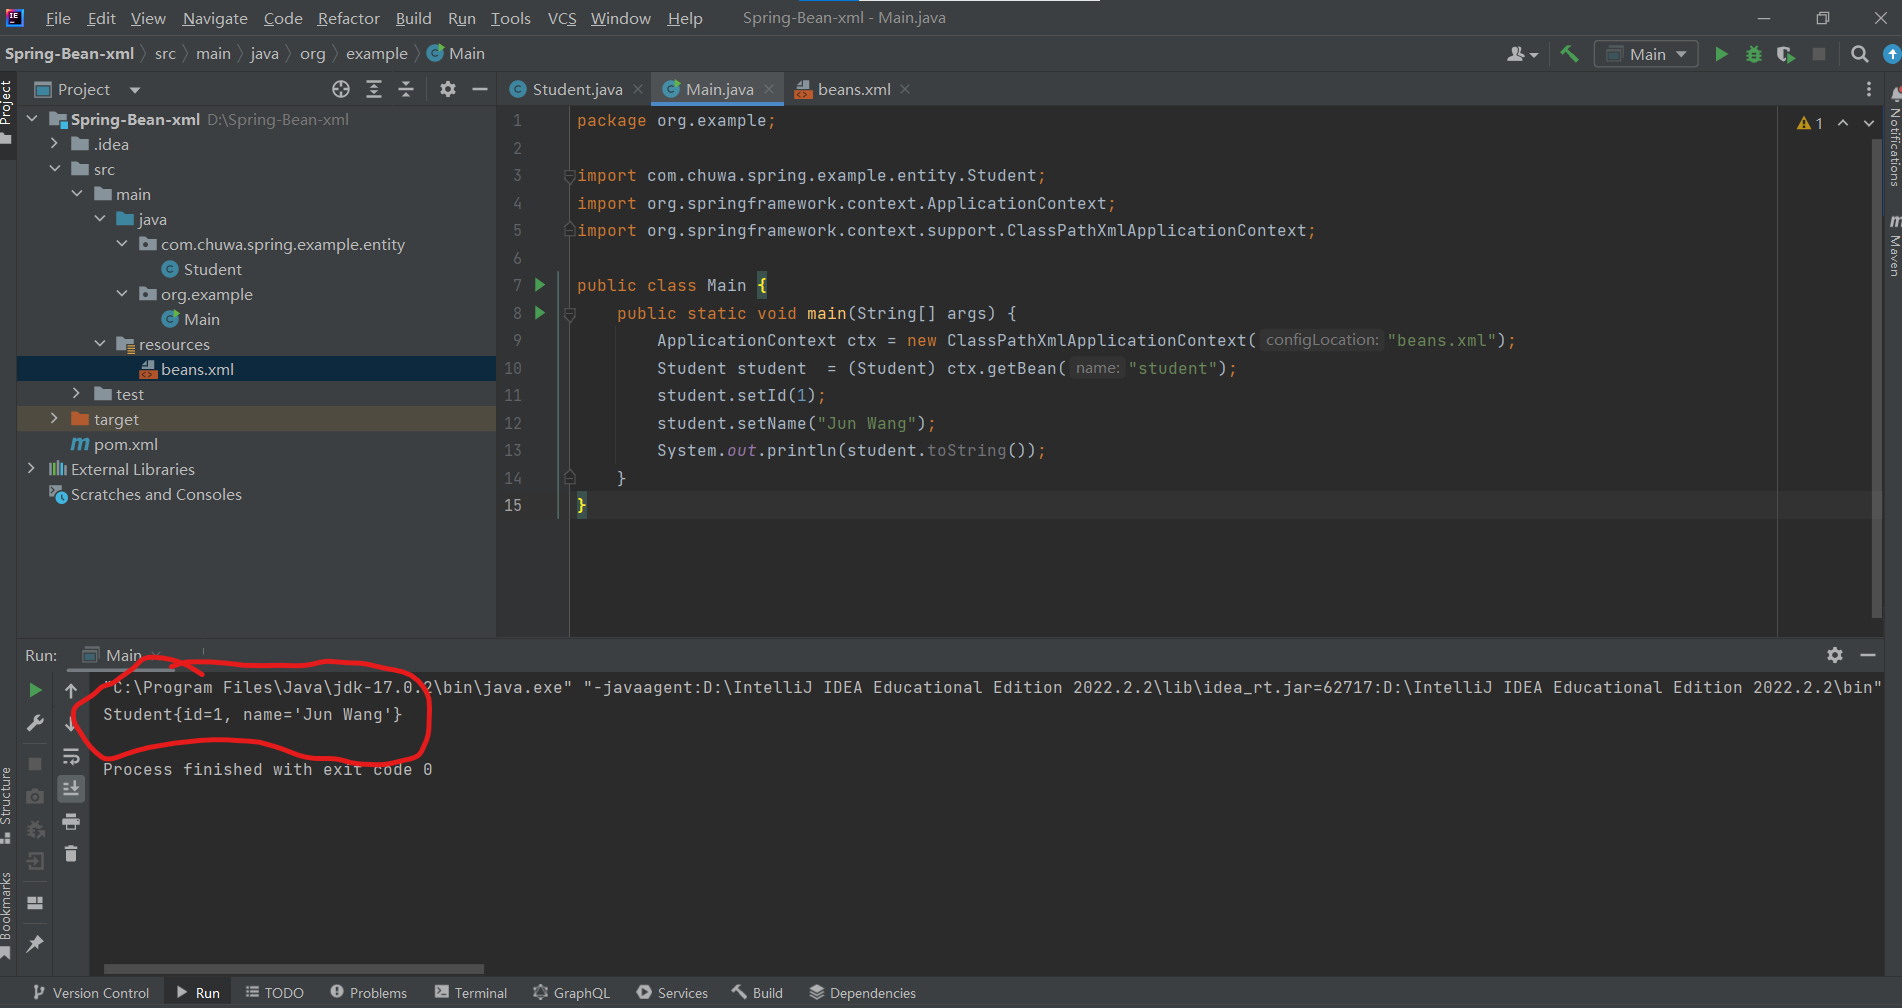 File Edit View Navigate Code Refactor Build Run Tools VCS Window Help Spring-Bean-xml - Main.java
Spring-Bean-xml src main java org example Main
Main
Project
Student.java Main.java beans.xml
Project
Spring-Bean-xml D:\Spring-Bean-xml
.idea
src
main
java
com.chuwa.spring.example.entity
Student
org.example
Main
resources
beans.xml
test
target
pom.xml
External Libraries
Scratches and Consoles
1 package org.example;
2
3 import com.chuwa.spring.example.entity.Student;
4 import org.springframework.context.ApplicationContext;
5 import org.springframework.context.support.ClassPathXmlApplicationContext;
6
7 public class Main {
8 public static void main(String[] args) {
9 ApplicationContext ctx = new ClassPathXmlApplicationContext( configLocation: "beans.xml");
10 Student student = (Student) ctx.getBean( name: "student");
11 student.setId(1);
12 student.setName("Jun Wang");
13 System.out.println(student.toString());
14 }
15 }
1
Notifications
Maven
Run: Main
"C:\Program Files\Java\jdk-17.0.2\bin\java.exe" "-javaagent:D:\IntelliJ IDEA Educational Edition 2022.2.2\lib\idea_rt.jar=62717:D:\IntelliJ IDEA Educational Edition 2022.2.2\bin"
Student{id=1, name='Jun Wang'}
Process finished with exit code 0
Structure
Bookmarks
Version Control Run TODO Problems Terminal GraphQL Services Build Dependencies